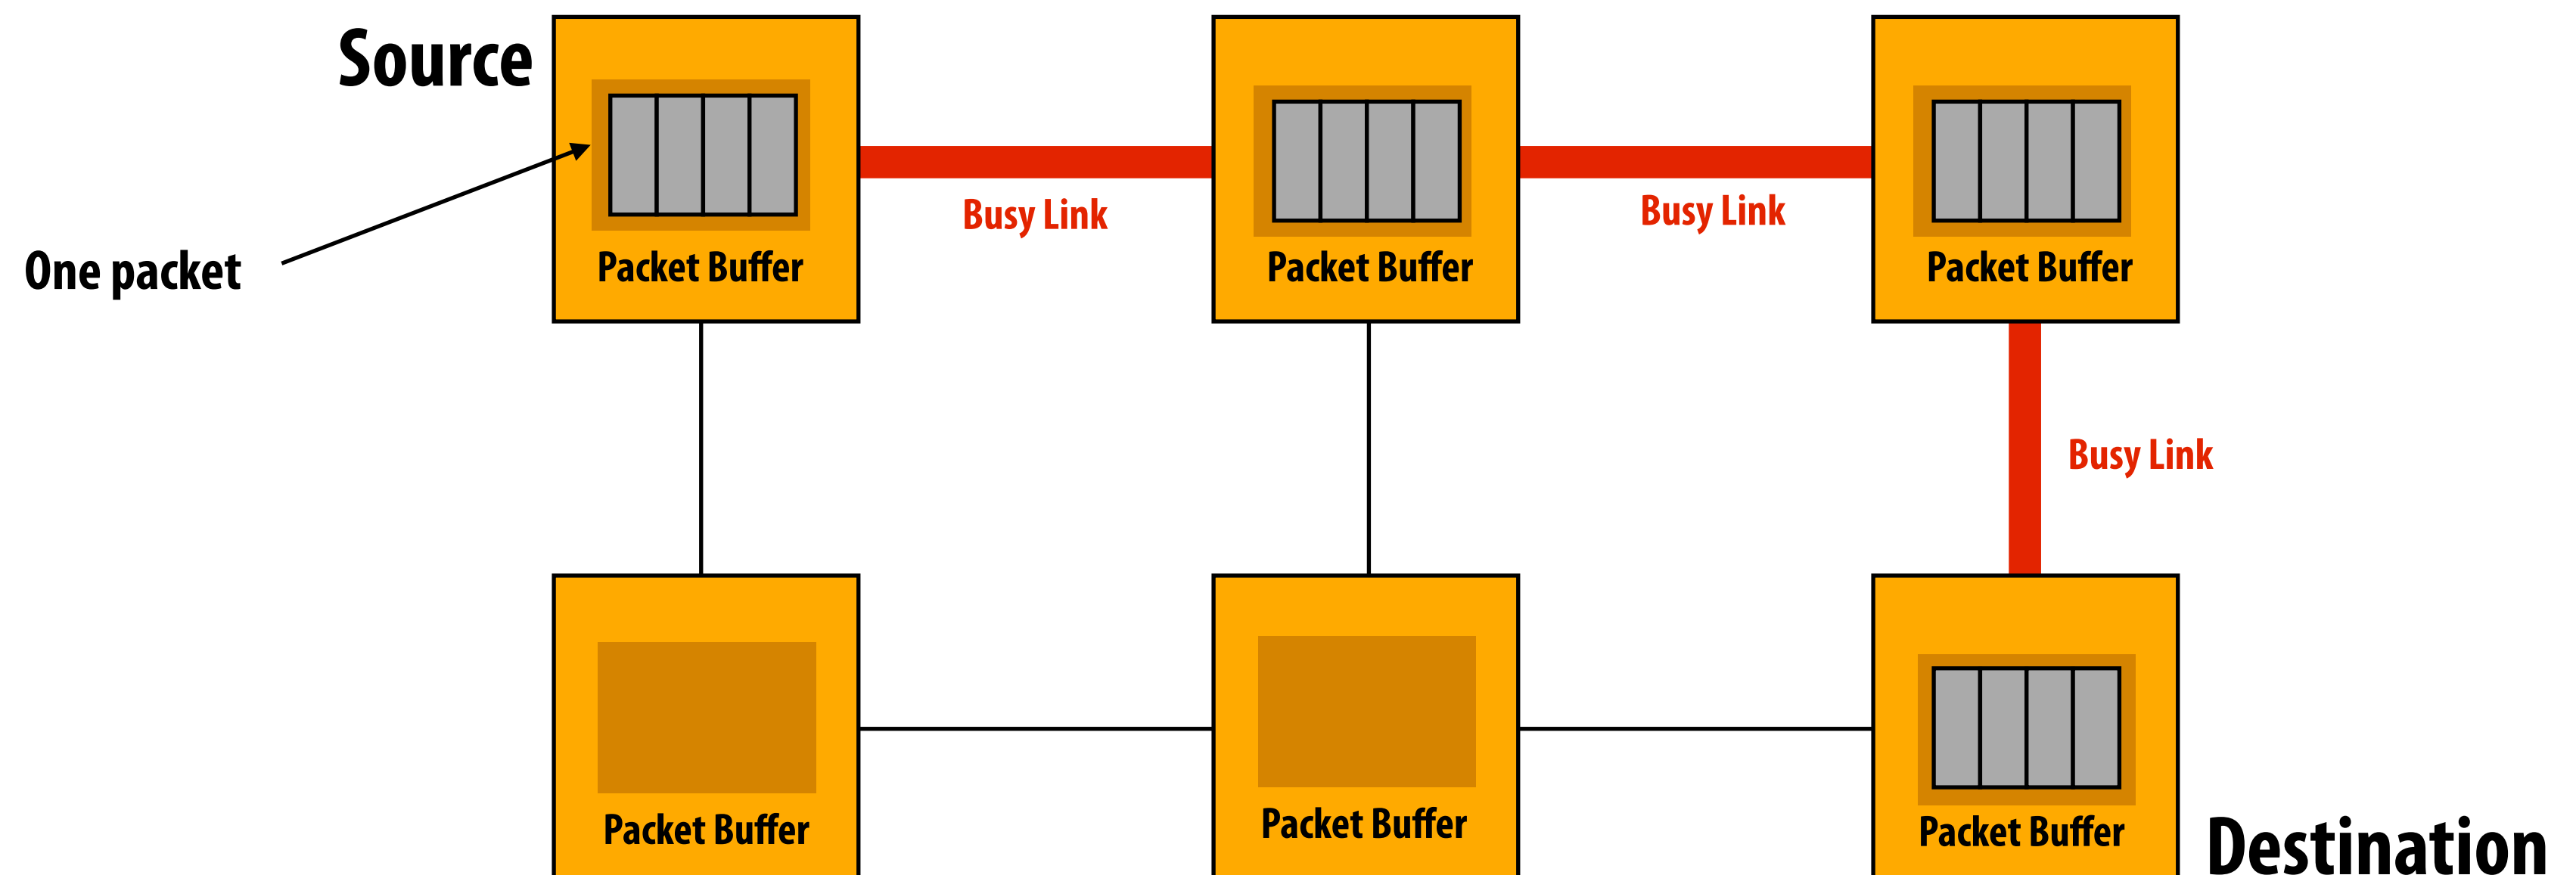 Source
One packet
Packet Buffer
Busy Link
Packet Buffer
Busy Link
Packet Buffer
Busy Link
Packet Buffer
Packet Buffer
Packet Buffer
Destination